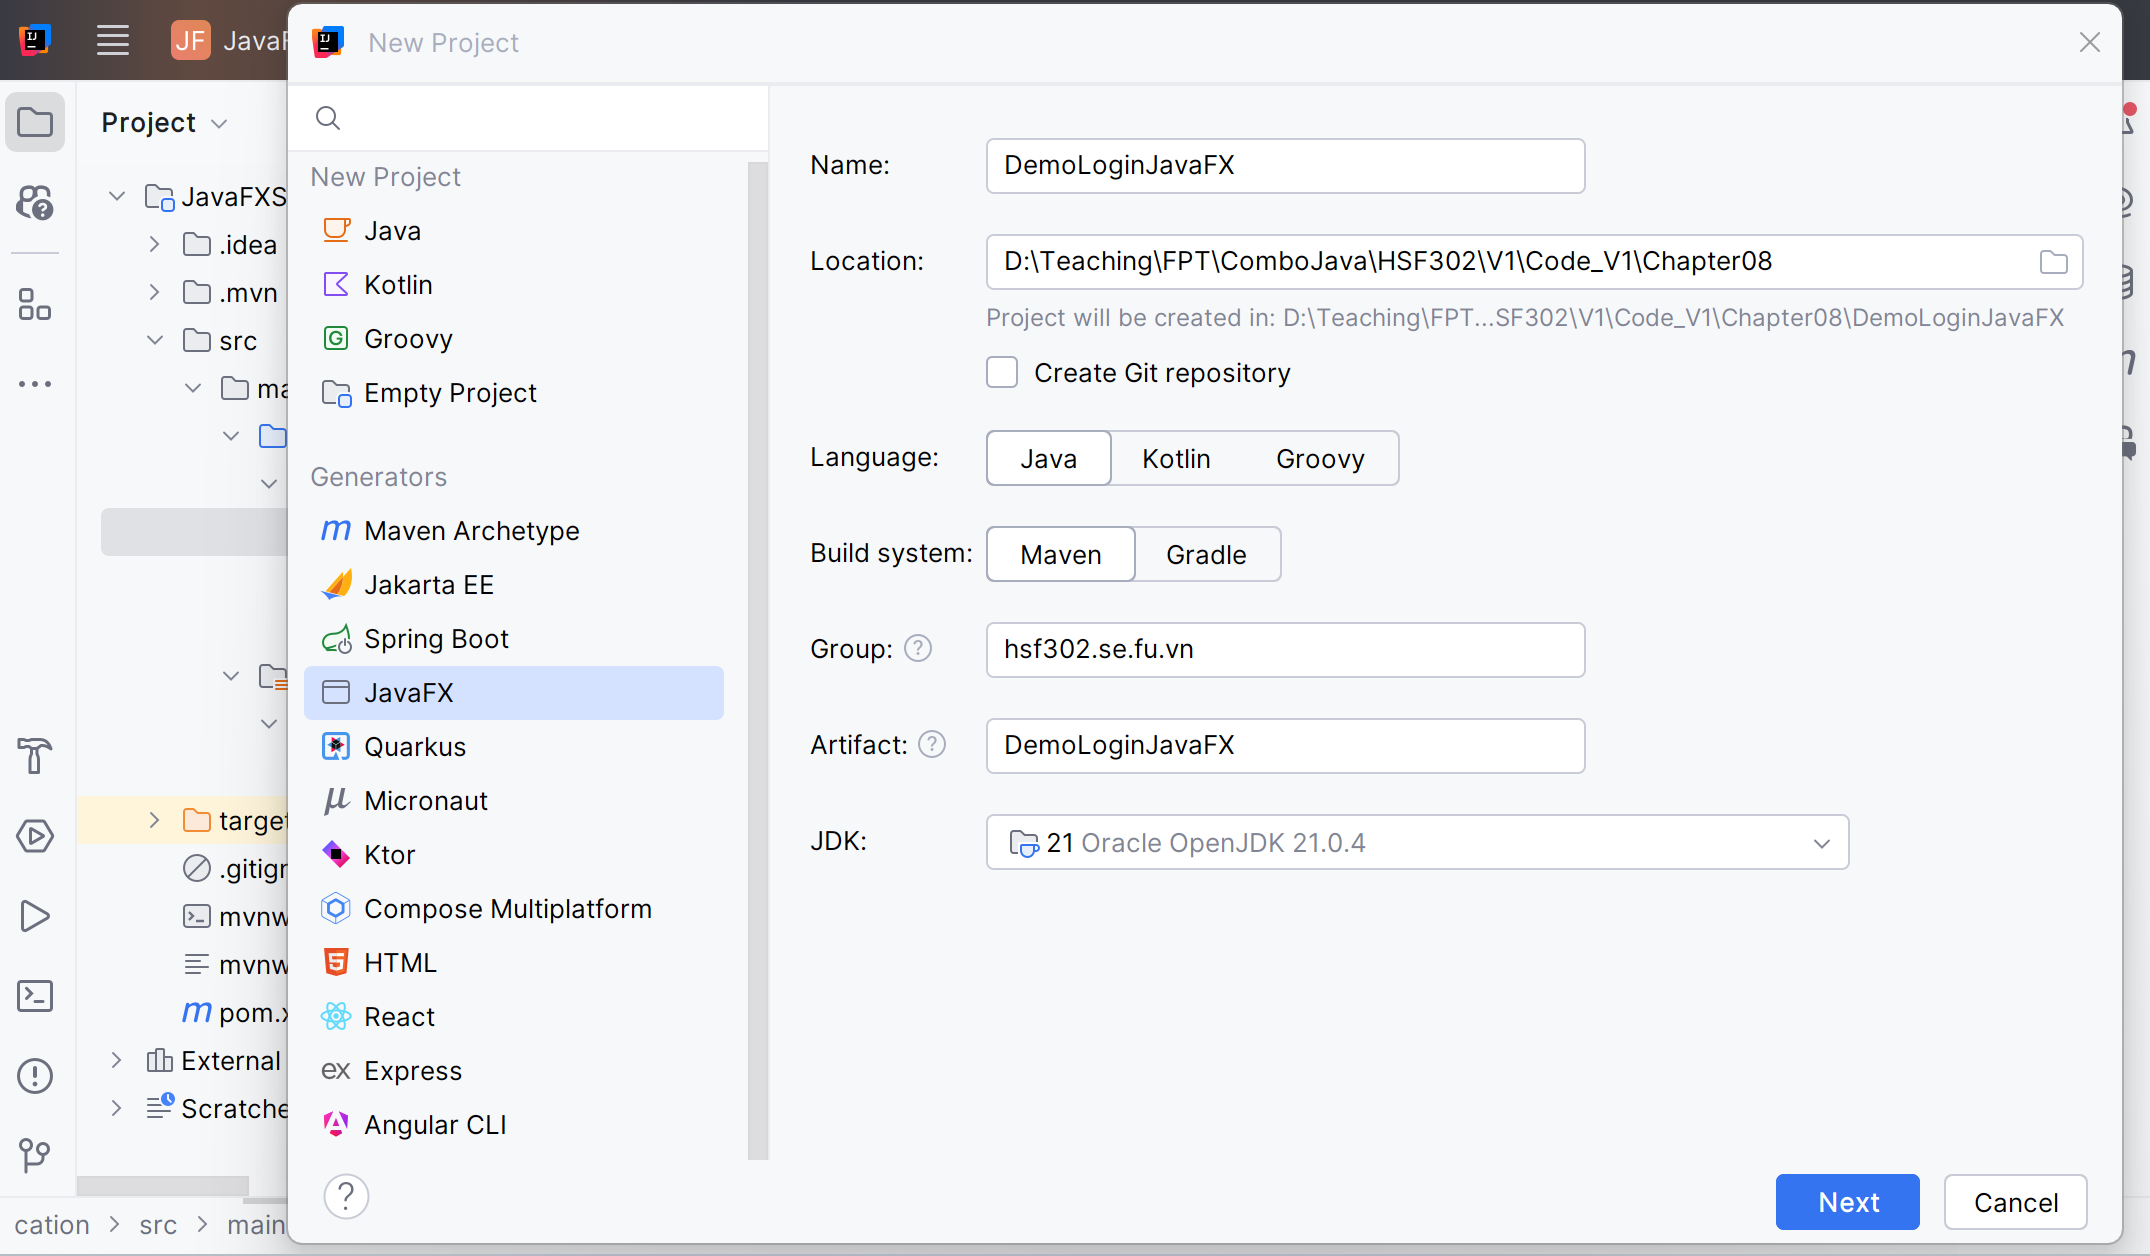 JF JavaF
New Project
Project
JavaFXS
.idea
.mvn
src
ma
target
.gitign
mvnw
mvnw
pom.x
External
Scratche
cation > src > main
New Project
Java
Kotlin
Groovy
Empty Project
Generators
Maven Archetype
Jakarta EE
Spring Boot
JavaFX
Quarkus
Micronaut
Ktor
Compose Multiplatform
HTML
React
ex Express
Angular CLI
Name: DemoLoginJavaFX
Location: D:\Teaching\FPT\ComboJava\HSF302\V1\Code_V1\Chapter08
Project will be created in: D:\Teaching\FPT...SF302\V1\Code_V1\Chapter08\DemoLoginJavaFX
Create Git repository
Language: Java Kotlin Groovy
Build system: Maven Gradle
Group: hsf302.se.fu.vn
Artifact: DemoLoginJavaFX
JDK: 21 Oracle OpenJDK 21.0.4
Next Cancel